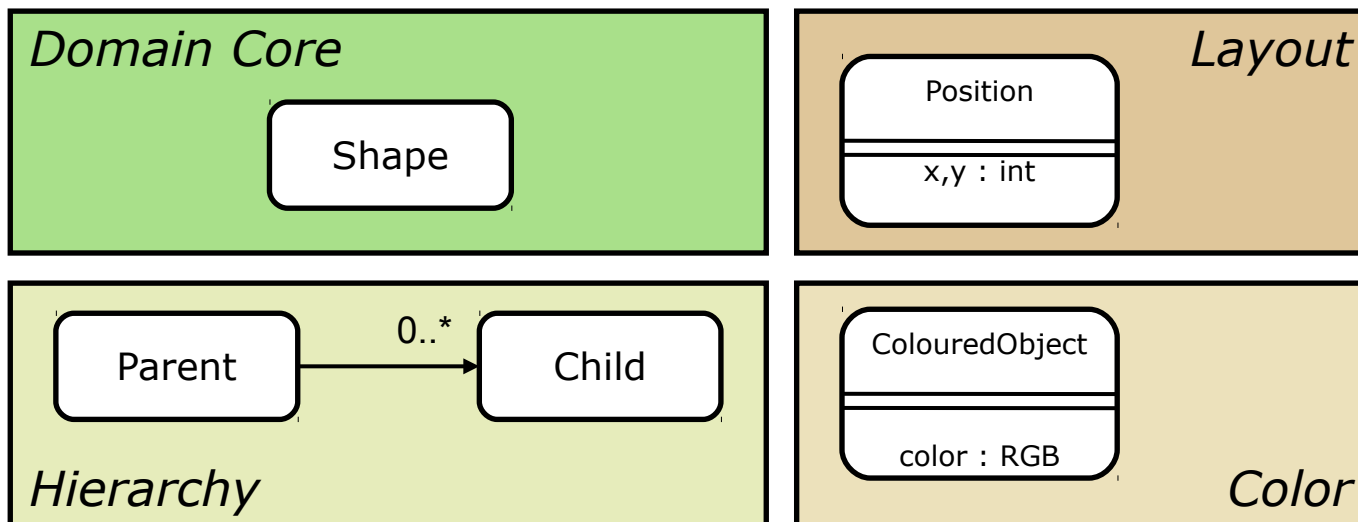 Domain Core
Shape
Layout
Position
x,y : int
Parent
0..*
Child
Hierarchy
ColouredObject
color : RGB
Color